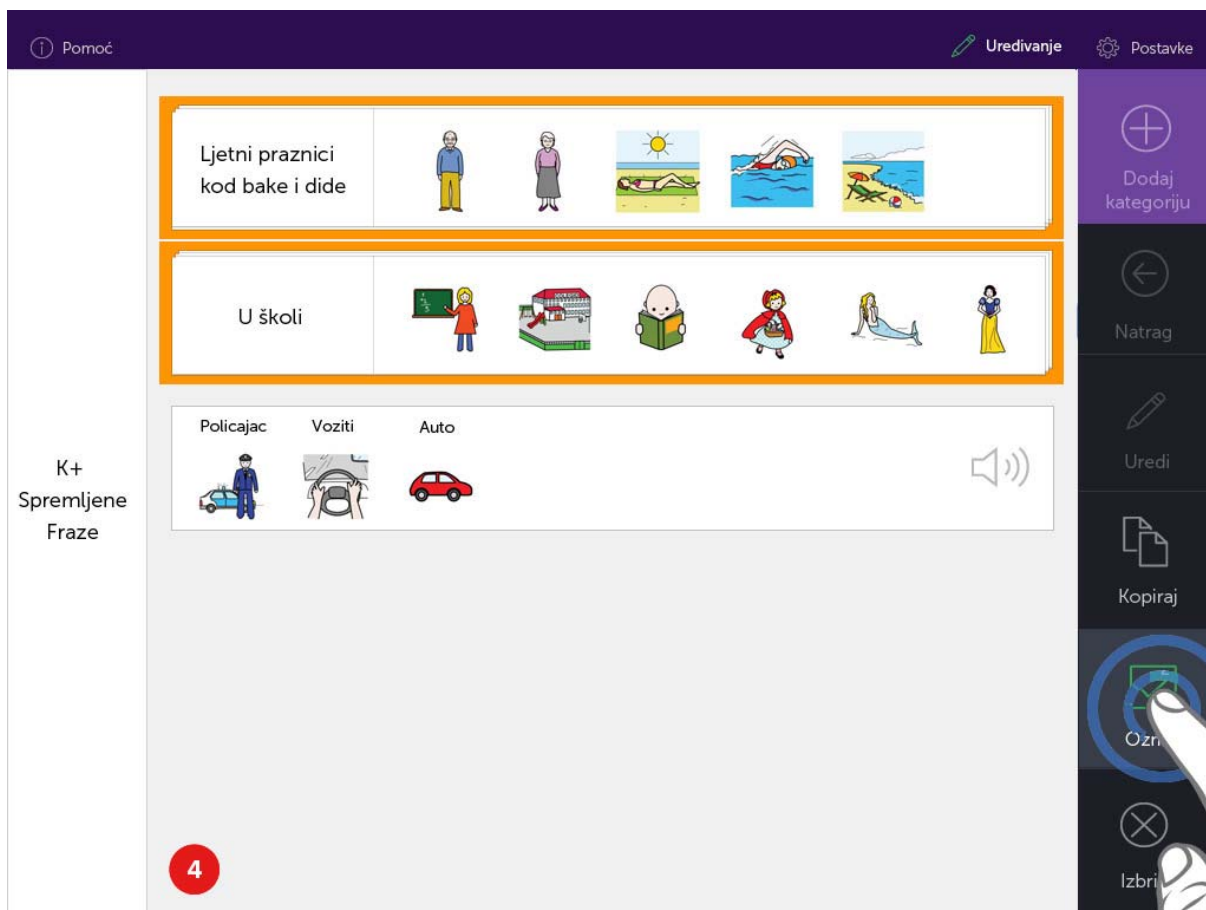 Pomoć
Uredivanje
Postavke
Ljetni praznici
kod bake i dide
Dodaj
kategoriju
U školi
Natrag
Policajac Voziti Auto
Uredi
K+
Spremljene
Fraze
Kopiraj
4